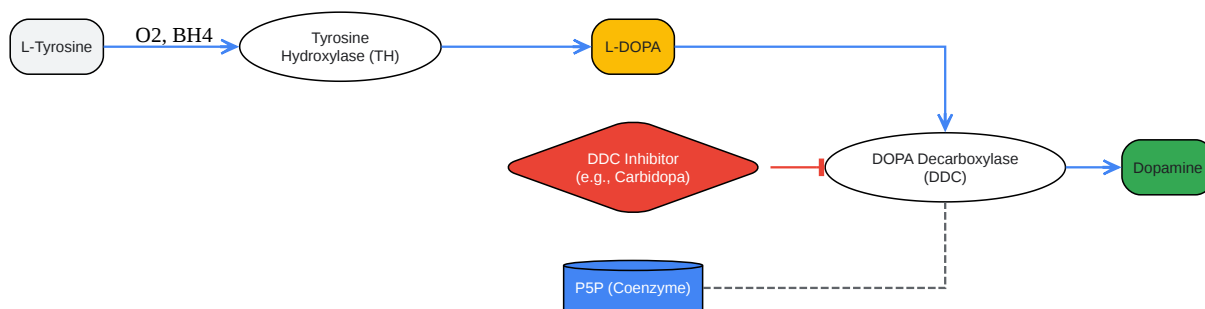 L-Tyrosine
O2, BH4
Tyrosine
Hydroxylase (TH)
L-DOPA
DDC Inhibitor
(e.g., Carbidopa)
DOPA Decarboxylase
(DDC)
Dopamine
P5P (Coenzyme)